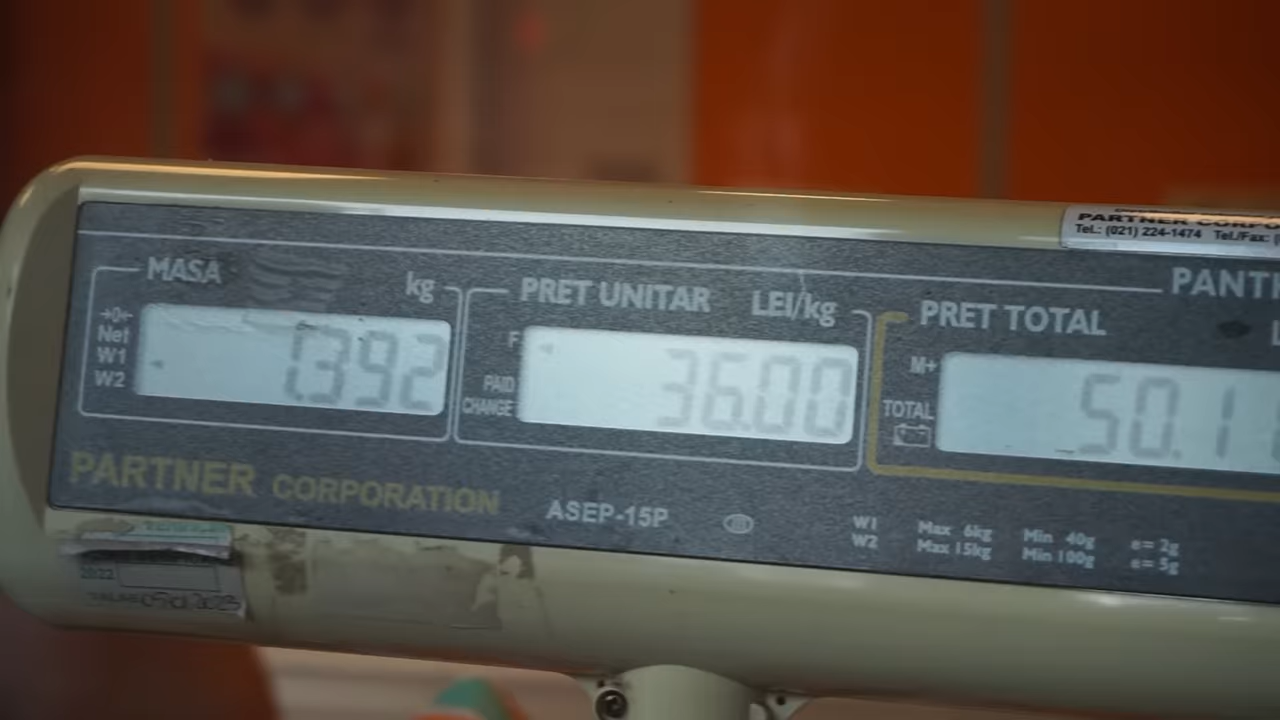 PARTNER CORPO
Tel.: (021) 224-1474 Tel./Fax:
PANTI
MASA kg
→0←
Net
W1
W2
1.392
PRET UNITAR LEI/kg
F
PAID
CHANGE
36.00
PRET TOTAL
M+
TOTAL
50.1
PARTNER CORPORATION
ASEP-15P
W1 Max 6kg Min 40g e= 2g
W2 Max 15kg Min 100g e= 5g
2022